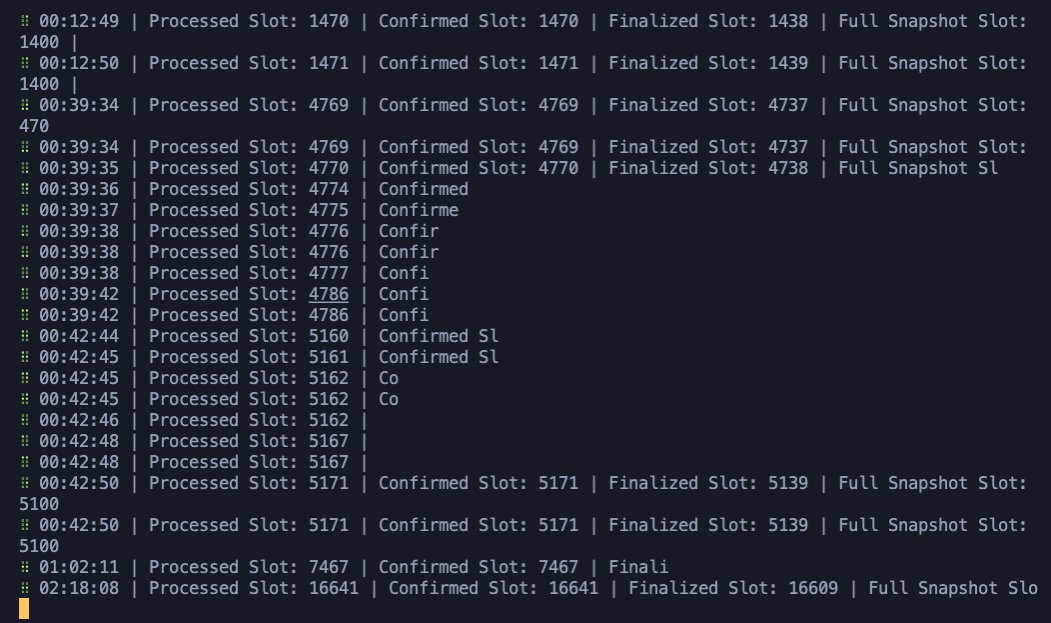 ⠿ 00:12:49 | Processed Slot: 1470 | Confirmed Slot: 1470 | Finalized Slot: 1438 | Full Snapshot Slot:
1400 |
⠿ 00:12:50 | Processed Slot: 1471 | Confirmed Slot: 1471 | Finalized Slot: 1439 | Full Snapshot Slot:
1400 |
⠿ 00:39:34 | Processed Slot: 4769 | Confirmed Slot: 4769 | Finalized Slot: 4737 | Full Snapshot Slot:
470
⠿ 00:39:34 | Processed Slot: 4769 | Confirmed Slot: 4769 | Finalized Slot: 4737 | Full Snapshot Slot:
⠿ 00:39:35 | Processed Slot: 4770 | Confirmed Slot: 4770 | Finalized Slot: 4738 | Full Snapshot Sl
⠿ 00:39:36 | Processed Slot: 4774 | Confirmed
⠿ 00:39:37 | Processed Slot: 4775 | Confirme
⠿ 00:39:38 | Processed Slot: 4776 | Confir
⠿ 00:39:38 | Processed Slot: 4776 | Confir
⠿ 00:39:38 | Processed Slot: 4777 | Confi
⠿ 00:39:42 | Processed Slot: 4786 | Confi
⠿ 00:39:42 | Processed Slot: 4786 | Confi
⠿ 00:42:44 | Processed Slot: 5160 | Confirmed Sl
⠿ 00:42:45 | Processed Slot: 5161 | Confirmed Sl
⠿ 00:42:45 | Processed Slot: 5162 | Co
⠿ 00:42:45 | Processed Slot: 5162 | Co
⠿ 00:42:46 | Processed Slot: 5162 |
⠿ 00:42:48 | Processed Slot: 5167 |
⠿ 00:42:48 | Processed Slot: 5167 |
⠿ 00:42:50 | Processed Slot: 5171 | Confirmed Slot: 5171 | Finalized Slot: 5139 | Full Snapshot Slot:
5100
⠿ 00:42:50 | Processed Slot: 5171 | Confirmed Slot: 5171 | Finalized Slot: 5139 | Full Snapshot Slot:
5100
⠿ 01:02:11 | Processed Slot: 7467 | Confirmed Slot: 7467 | Finali
⠿ 02:18:08 | Processed Slot: 16641 | Confirmed Slot: 16641 | Finalized Slot: 16609 | Full Snapshot Slo